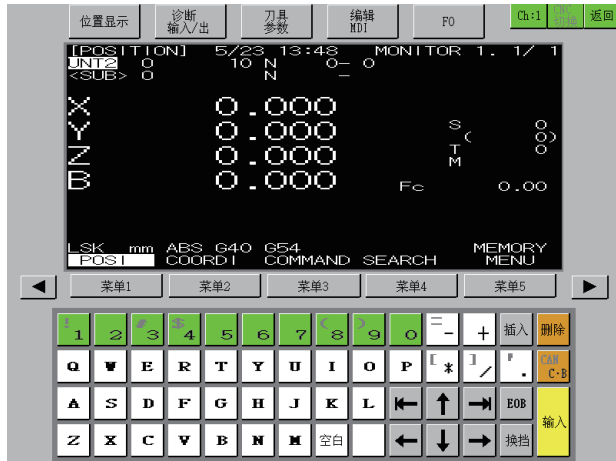 位置显示 诊断 输入/出 刀具 参数 编辑 MDI F0 Ch:1 CNC 切换 返回
[POSITION] 5/23 13:48 MONITOR 1. 1/ 1
UNT2 O 10 N 0- O
<SUB> O N -
X 0.000
Y 0.000
Z 0.000
B 0.000
S 0
( 0)
T 0
M
Fc 0.00
LSK mm ABS G40 G54 MEMORY
POSI COORDI COMMAND SEARCH MENU
菜单1 菜单2 菜单3 菜单4 菜单5
! 1 2 # 3 $ 4 5 6 7 ( 8 ) 9 0 = - + 插入 删除
Q W E R T Y U I O P [ * ] / " . CAN C·B
A S D F G H J K L EOB 输入
Z X C V B N M 空白 换挡